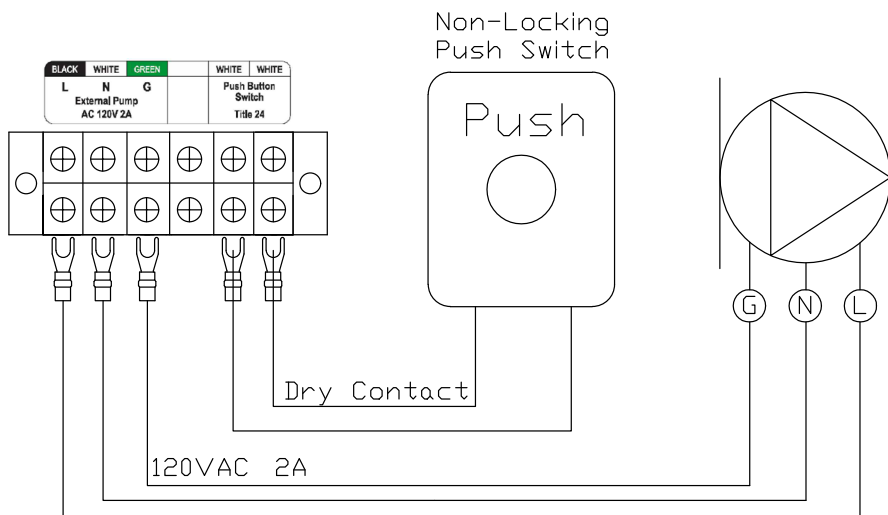 Non-Locking
Push Switch
BLACK WHITE GREEN WHITE WHITE
L N G
External Pump
AC 120V 2A
Push Button
Switch
Title 24
Push
G N L
Dry Contact
120VAC 2A